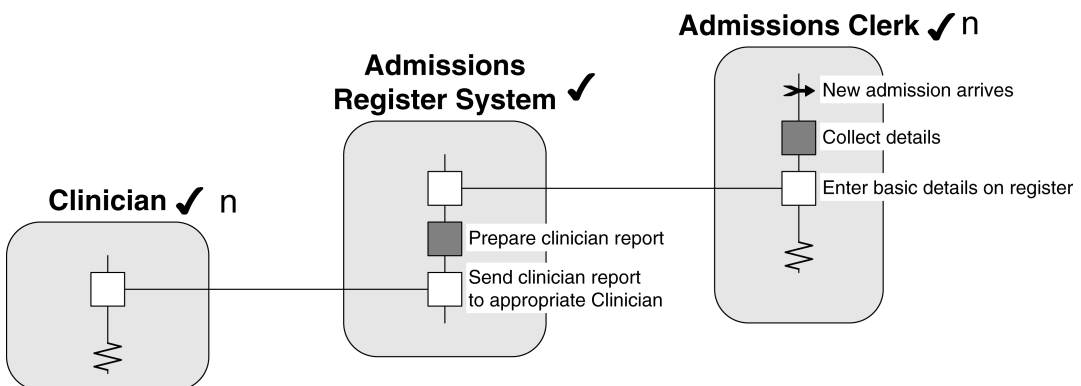 Admissions Clerk ✔ n
New admission arrives
Collect details
Enter basic details on register
Admissions
Register System ✔
Prepare clinician report
Send clinician report
to appropriate Clinician
Clinician ✔ n